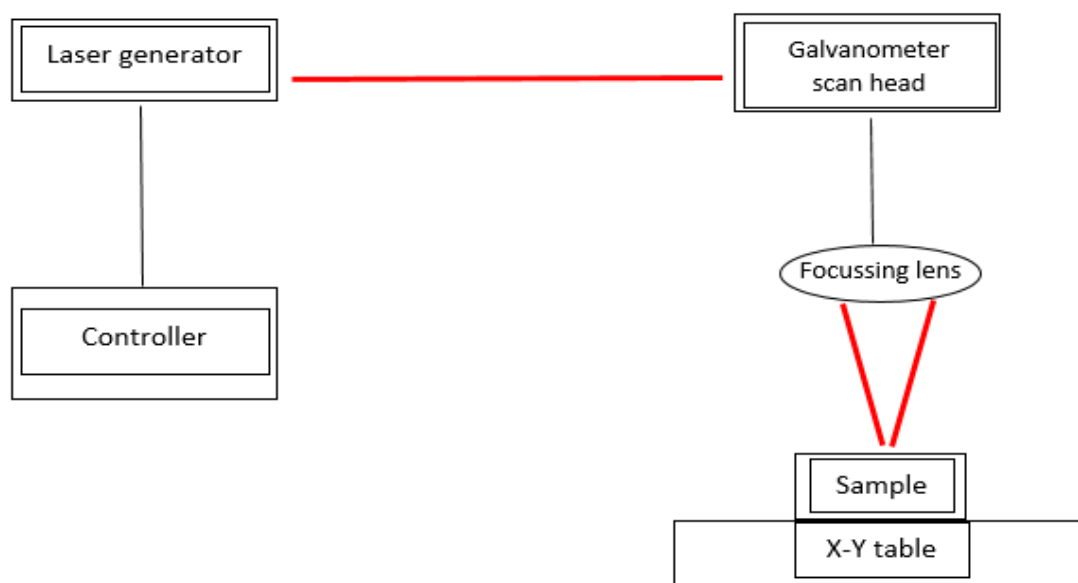 Laser generator
Galvanometer
scan head
Focussing lens
Controller
Sample
X-Y table